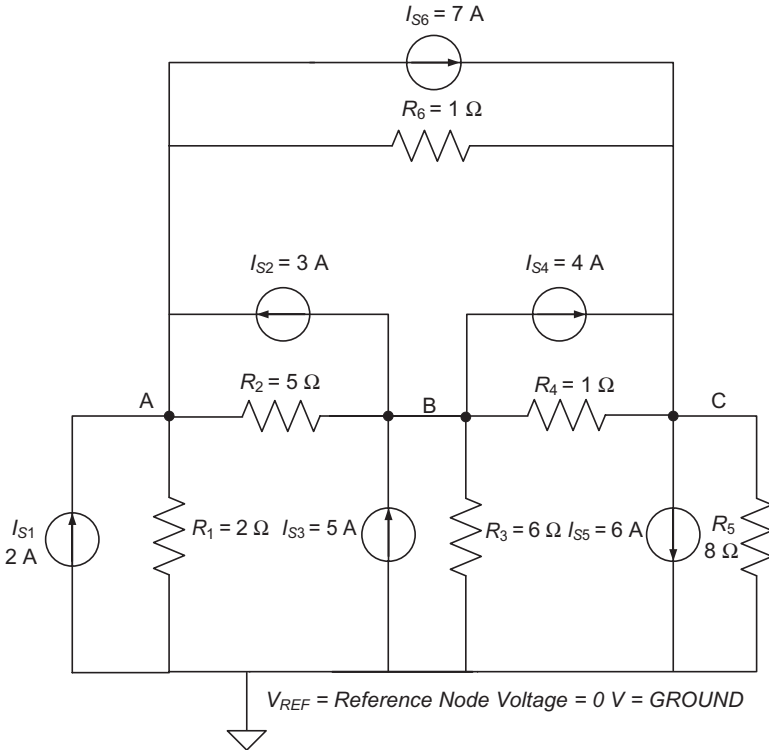 I_S6 = 7 A
R_6 = 1 Ω
I_S2 = 3 A
I_S4 = 4 A
R_2 = 5 Ω
R_4 = 1 Ω
A
B
C
I_S1
2 A
R_1 = 2 Ω
I_S3 = 5 A
R_3 = 6 Ω
I_S5 = 6 A
R_5
8 Ω
V_REF = Reference Node Voltage = 0 V = GROUND